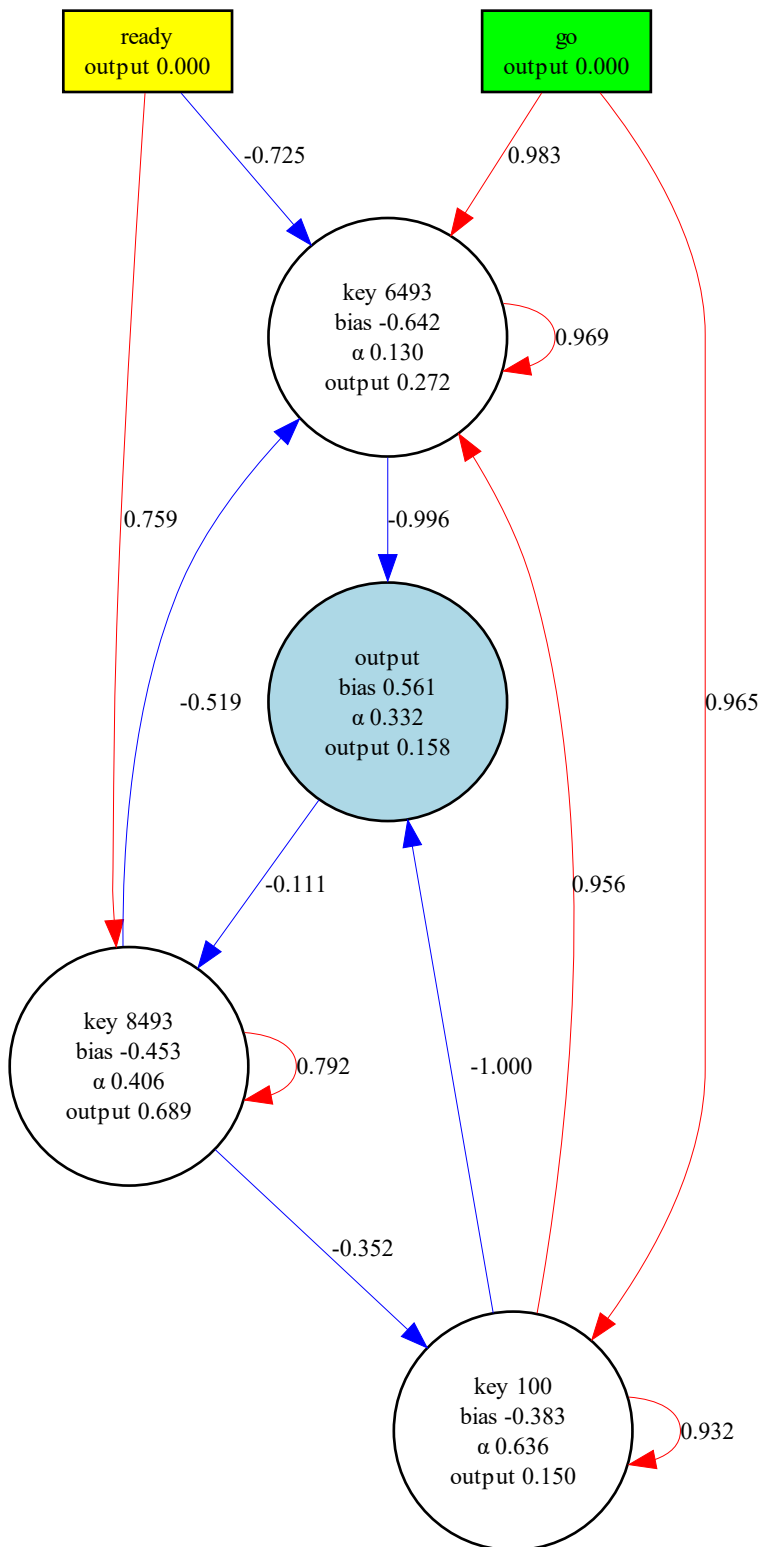 ready
output 0.000
go
output 0.000
-0.725
0.983
key 6493
bias -0.642
α 0.130
output 0.272
0.969
0.759
-0.996
output
bias 0.561
α 0.332
output 0.158
-0.519
0.965
-0.111
0.956
key 8493
bias -0.453
α 0.406
output 0.689
0.792
-1.000
-0.352
key 100
bias -0.383
α 0.636
output 0.150
0.932